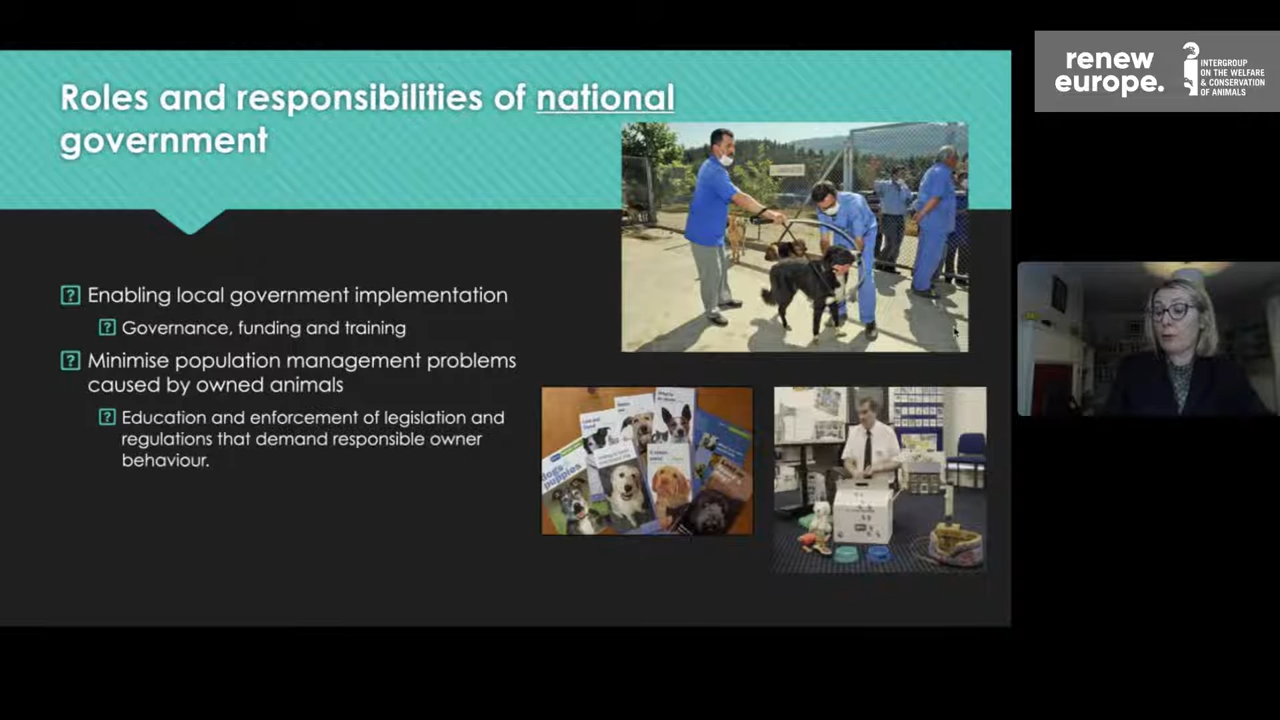 Roles and responsibilities of national
government
Enabling local government implementation
Governance, funding and training
Minimise population management problems
caused by owned animals
Education and enforcement of legislation and
regulations that demand responsible owner
behaviour.
renew
europe.
INTERGROUP
ON THE WELFARE
& CONSERVATION
OF ANIMALS